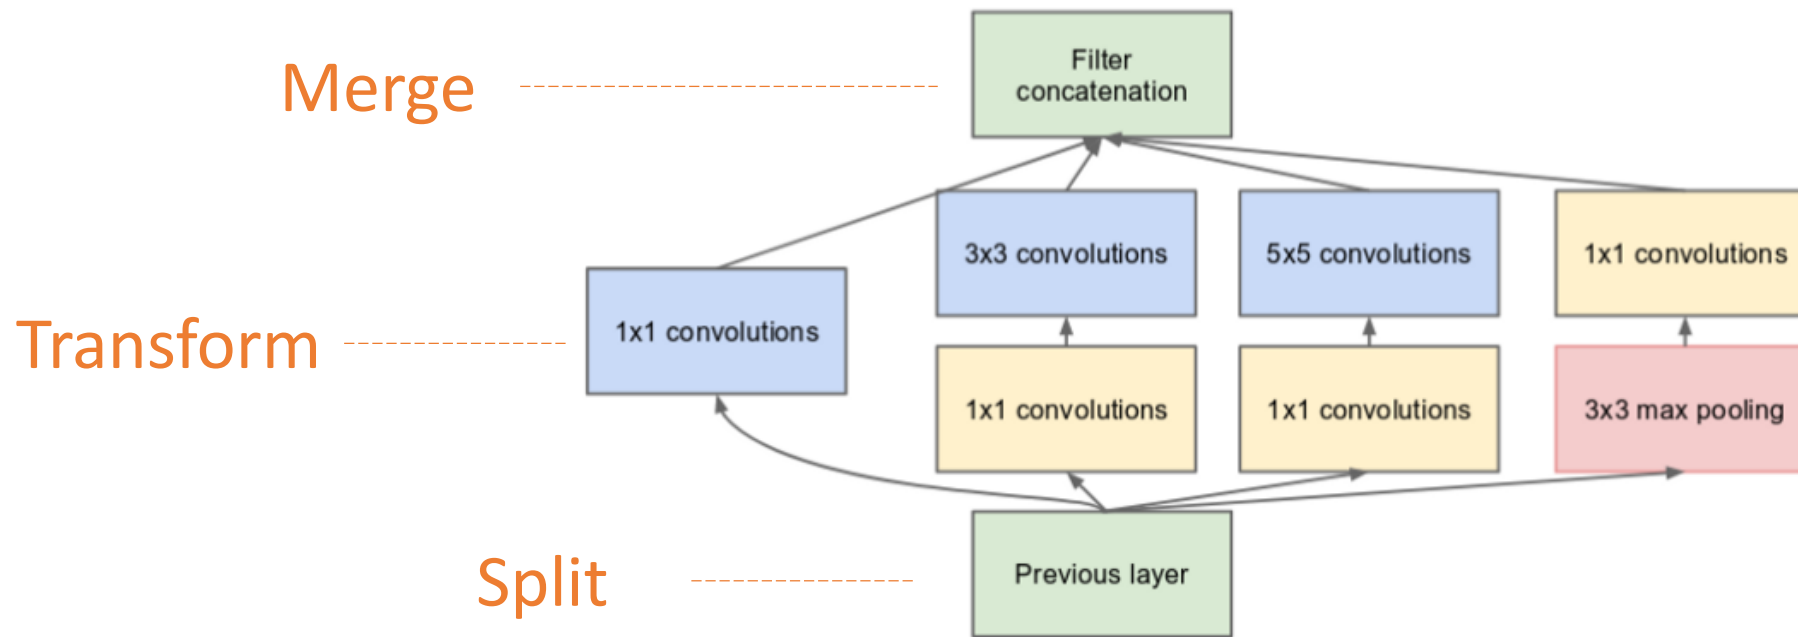 Merge
Filter
concatenation
3x3 convolutions
5x5 convolutions
1x1 convolutions
Transform
1x1 convolutions
1x1 convolutions
1x1 convolutions
3x3 max pooling
Split
Previous layer